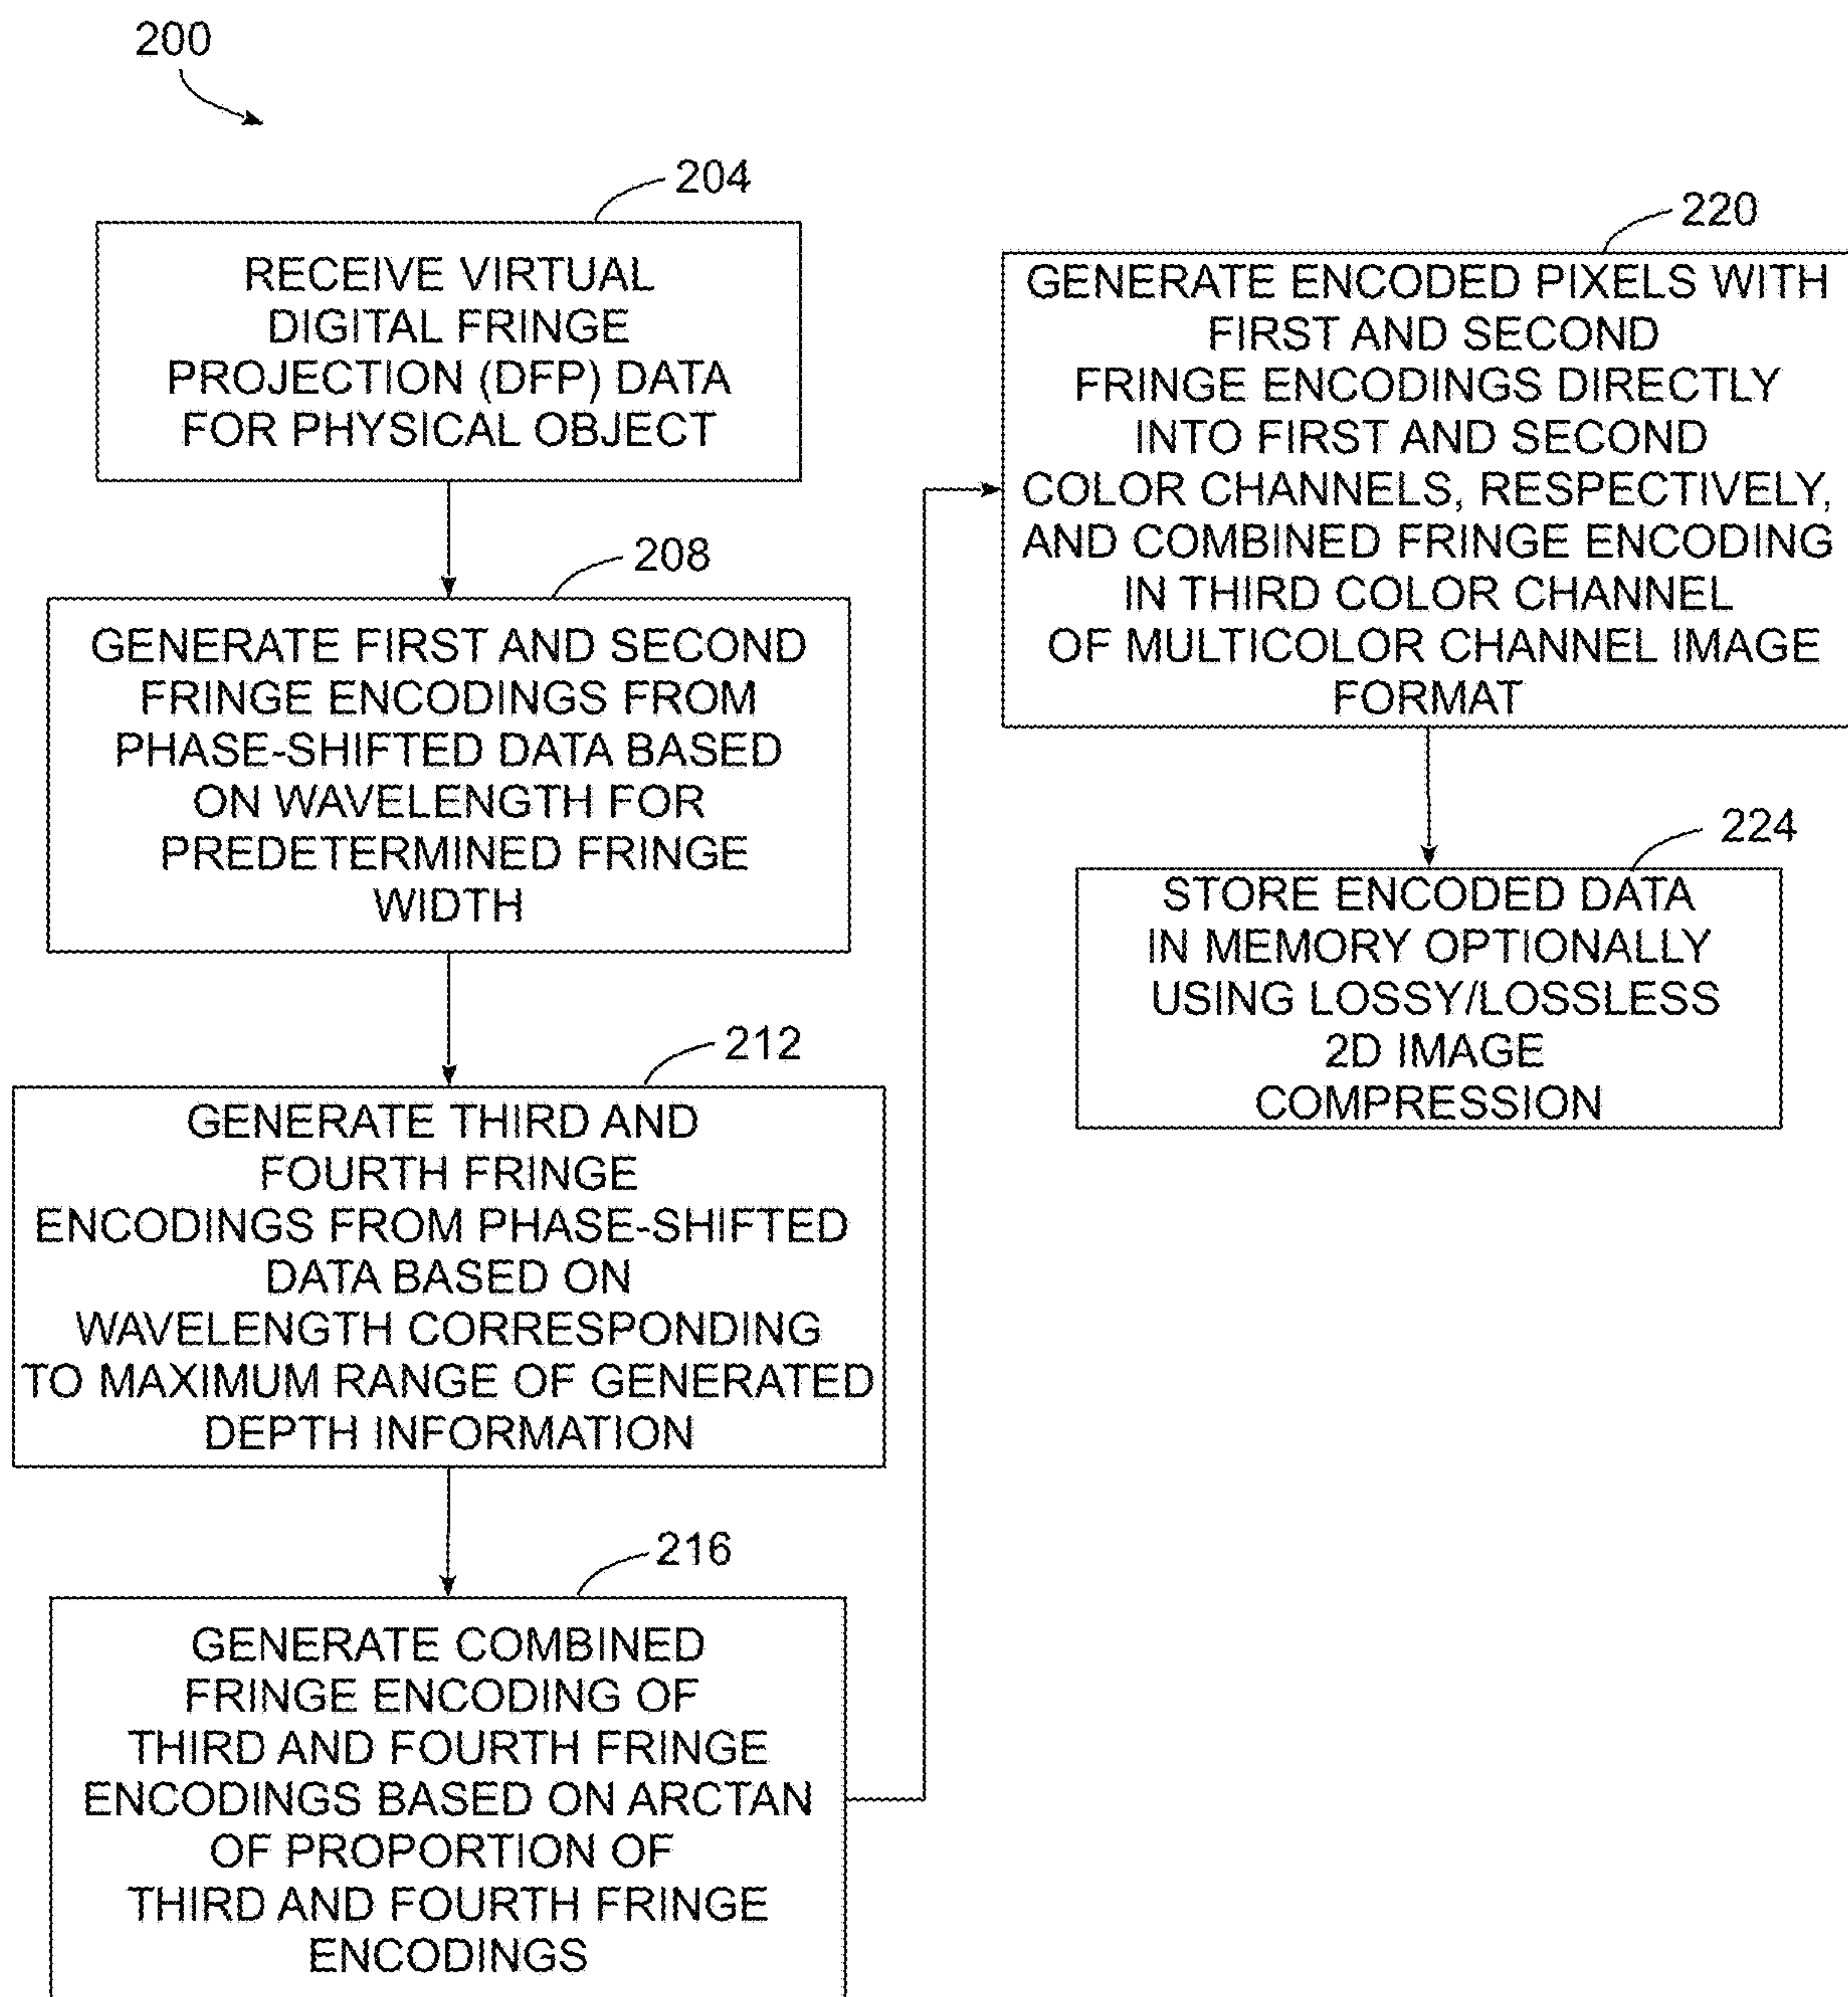 200
204
RECEIVE VIRTUAL
DIGITAL FRINGE
PROJECTION (DFP) DATA
FOR PHYSICAL OBJECT
208
GENERATE FIRST AND SECOND
FRINGE ENCODINGS FROM
PHASE-SHIFTED DATA BASED
ON WAVELENGTH FOR
PREDETERMINED FRINGE
WIDTH
212
GENERATE THIRD AND
FOURTH FRINGE
ENCODINGS FROM PHASE-SHIFTED
DATA BASED ON
WAVELENGTH CORRESPONDING
TO MAXIMUM RANGE OF GENERATED
DEPTH INFORMATION
216
GENERATE COMBINED
FRINGE ENCODING OF
THIRD AND FOURTH FRINGE
ENCODINGS BASED ON ARCTAN
OF PROPORTION OF
THIRD AND FOURTH FRINGE
ENCODINGS
220
GENERATE ENCODED PIXELS WITH
FIRST AND SECOND
FRINGE ENCODINGS DIRECTLY
INTO FIRST AND SECOND
COLOR CHANNELS, RESPECTIVELY,
AND COMBINED FRINGE ENCODING
IN THIRD COLOR CHANNEL
OF MULTICOLOR CHANNEL IMAGE
FORMAT
224
STORE ENCODED DATA
IN MEMORY OPTIONALLY
USING LOSSY/LOSSLESS
2D IMAGE
COMPRESSION